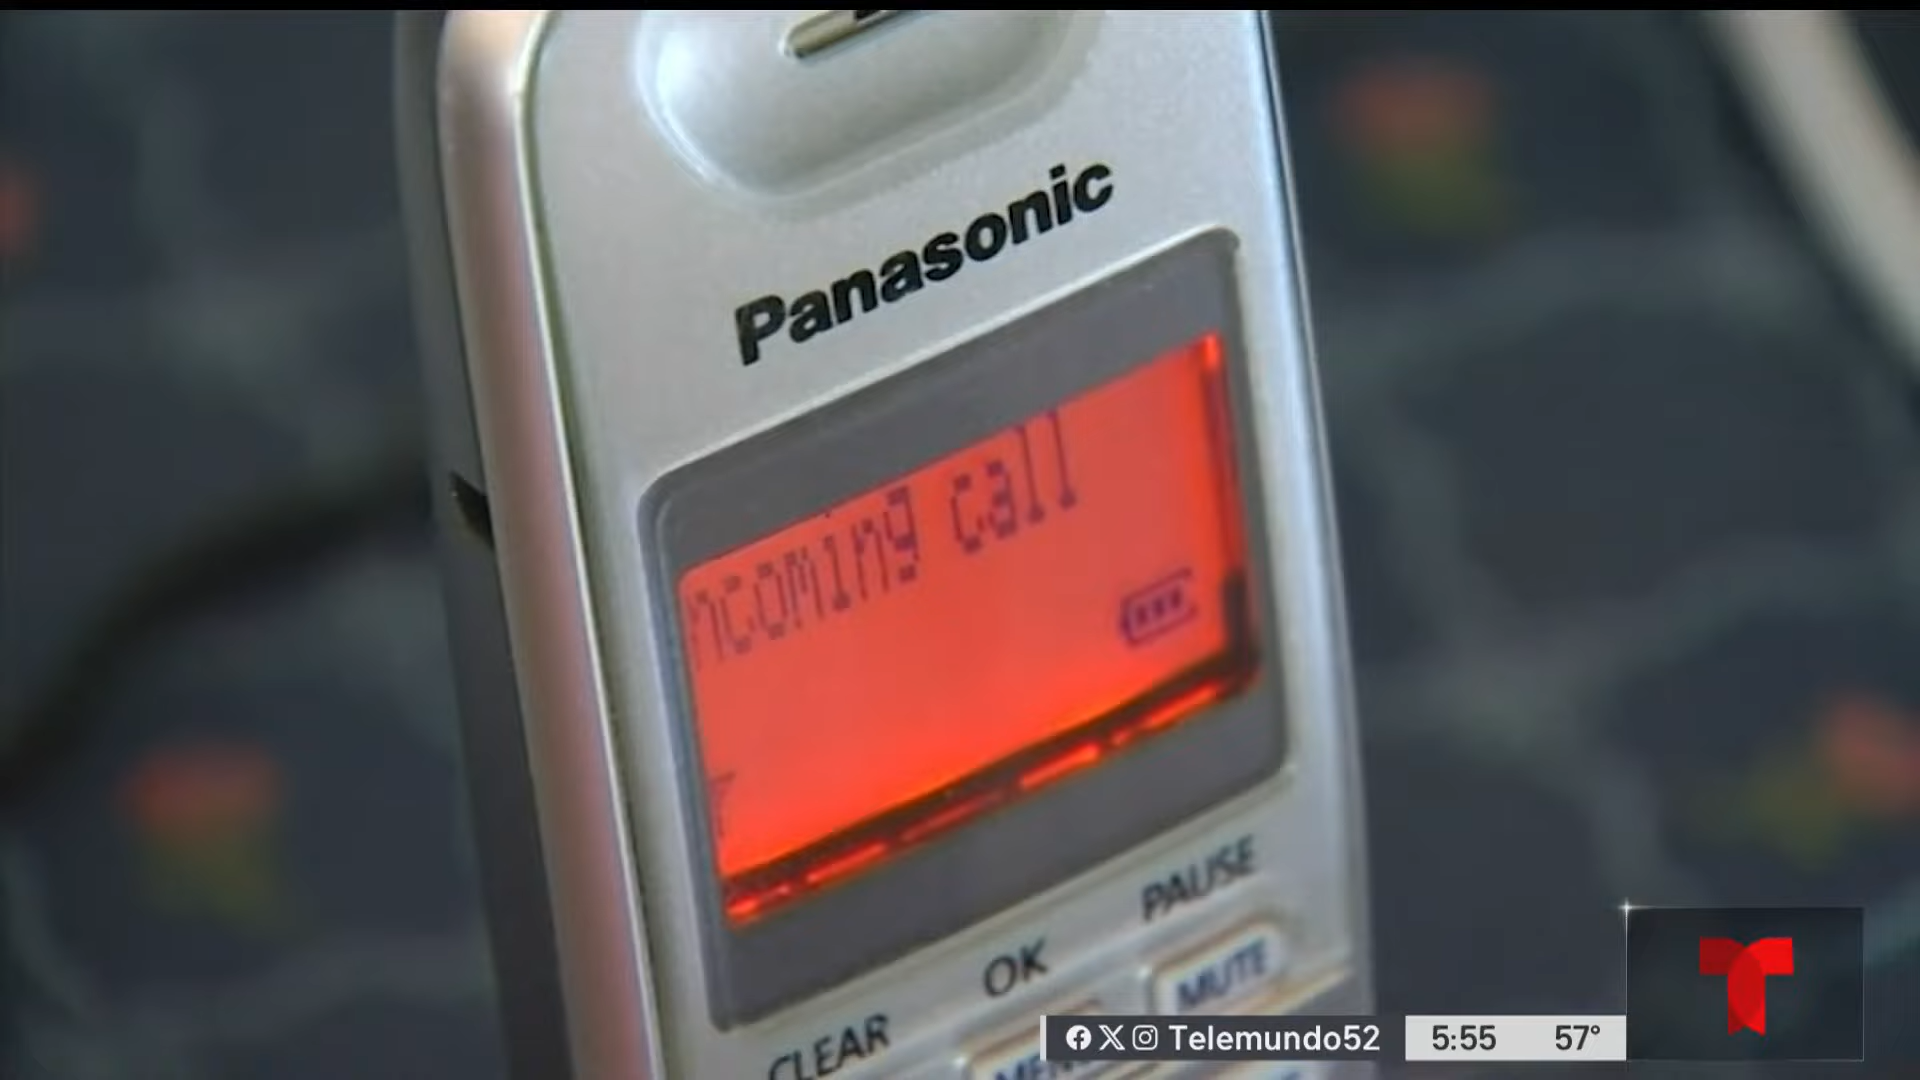 Panasonic
ncoming call
PAUSE
OK
MUTE
CLEAR
Telemundo52
5:55 57°